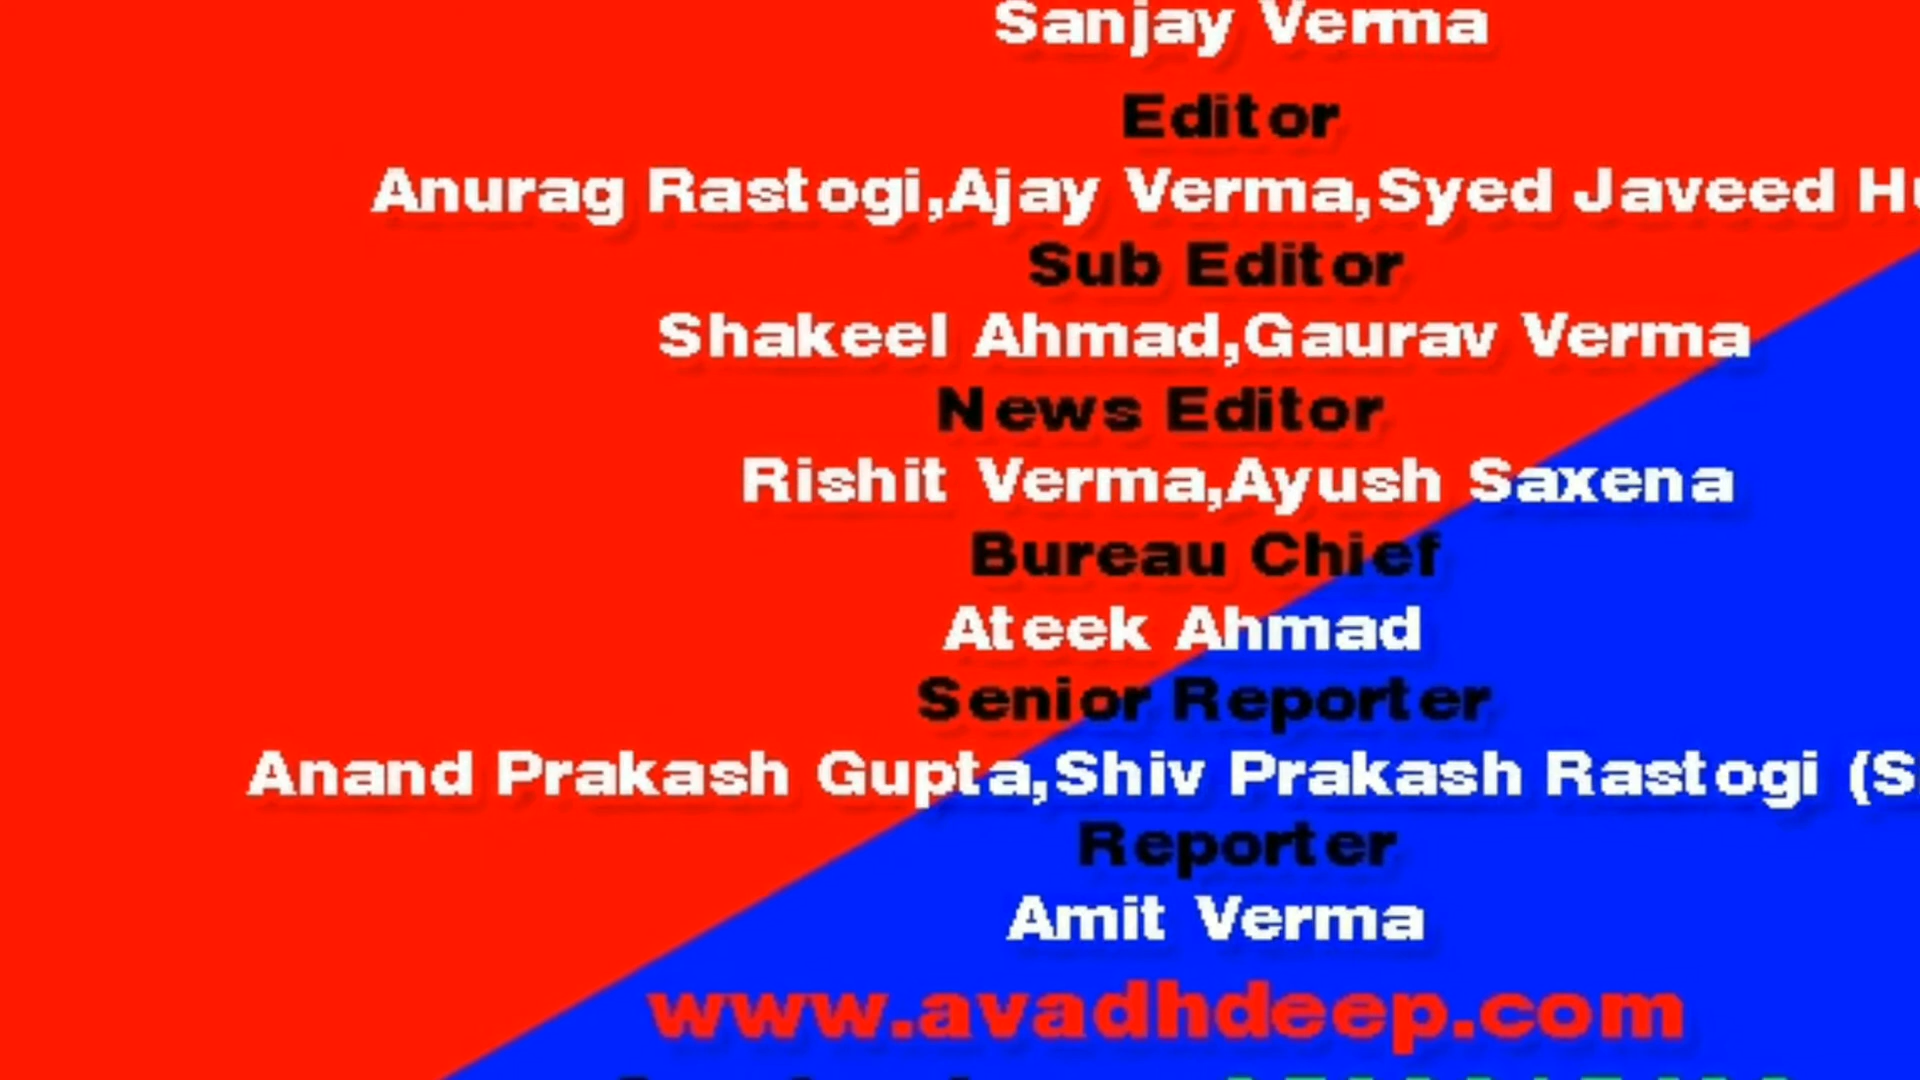 Sanjay Verma
Editor
Anurag Rastogi,Ajay Verma,Syed Javeed
Sub Editor
Shakeel Ahmad,Gaurav Verma
News Editor
Rishit Verma,Ayush Saxena
Bureau Chief
Ateek Ahmad
Senior Reporter
Anand Prakash Gupta,Shiv Prakash Rastogi
Reporter
Amit Verma
www.avadhdeep.com